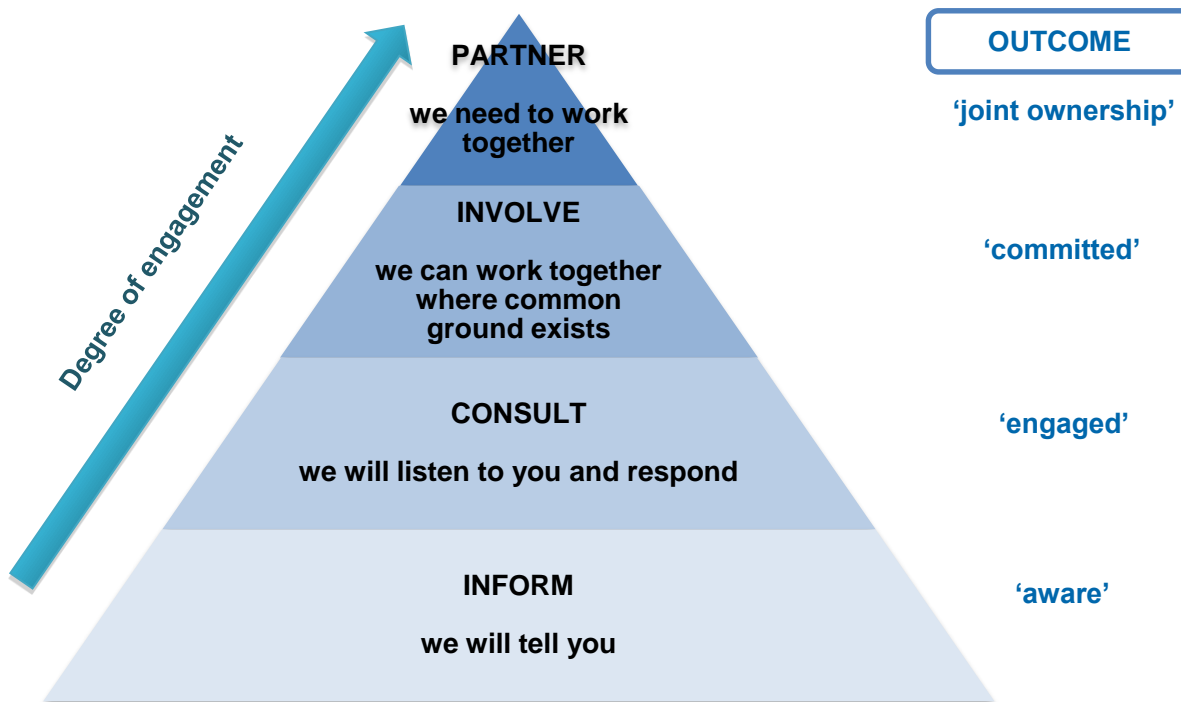 Degree of engagement
PARTNER
we need to work
together
INVOLVE
we can work together
where common
ground exists
CONSULT
we will listen to you and respond
INFORM
we will tell you
OUTCOME
‘joint ownership’
‘committed’
‘engaged’
‘aware’